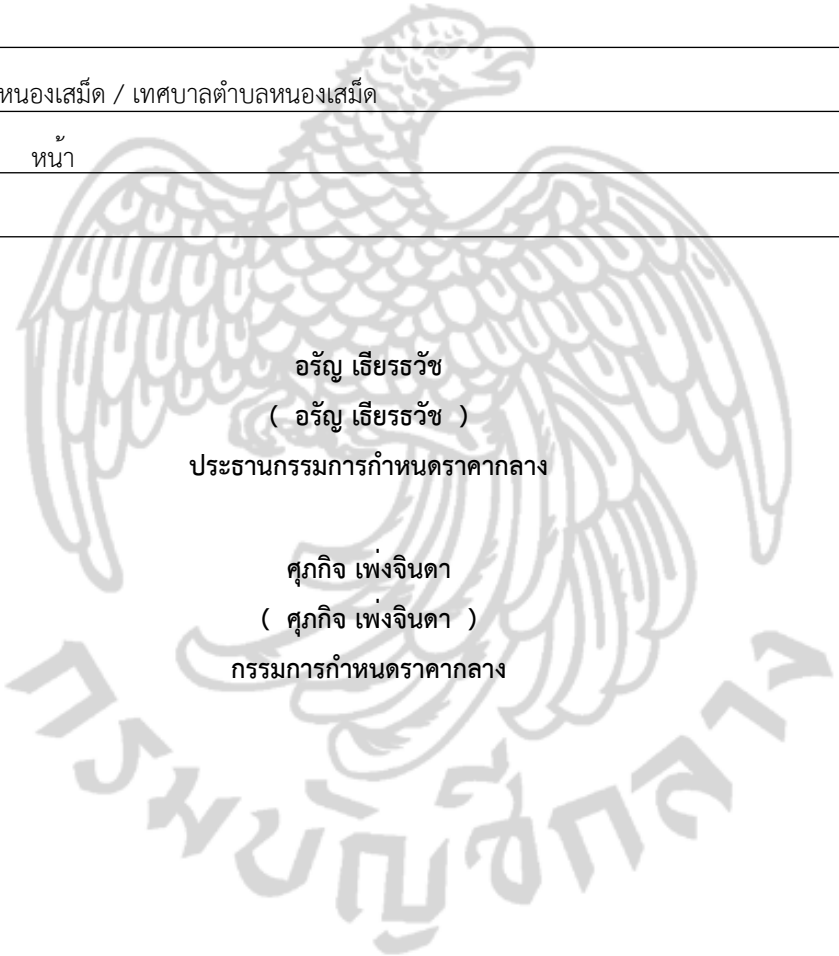 หนองเสม็ด / เทศบาลตำบลหนองเสม็ด
หน้า
อรัญ เธียรธวัช
( อรัญ เธียรธวัช )
ประธานกรรมการกำหนดราคากลาง
ศุภกิจ เพ่งจินดา
( ศุภกิจ เพ่งจินดา )
กรรมการกำหนดราคากลาง
กรมบัญชีกลาง